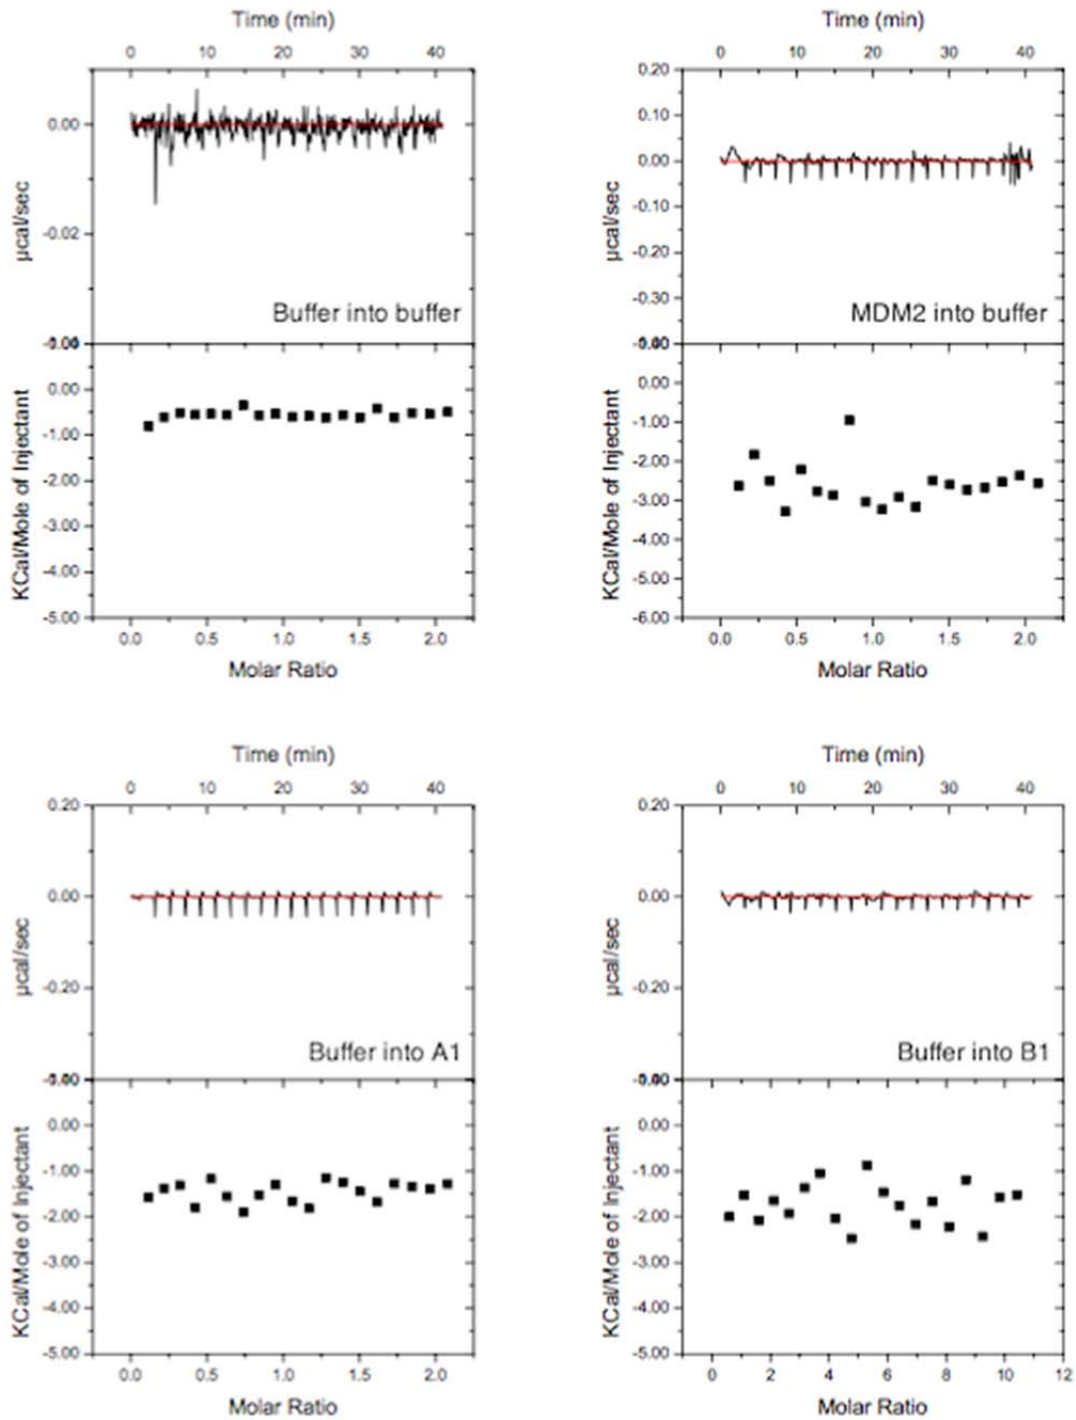 Time (min)
0 10 20 30 40
0.00
-0.02
µcal/sec
Buffer into buffer
0.00
-1.00
-2.00
-3.00
-4.00
-5.00
KCal/Mole of Injectant
0.0 0.5 1.0 1.5 2.0
Molar Ratio
Time (min)
0 10 20 30 40
0.20
0.10
0.00
-0.10
-0.20
-0.30
µcal/sec
MDM2 into buffer
0.00
-1.00
-2.00
-3.00
-4.00
-5.00
-6.00
KCal/Mole of Injectant
0.0 0.5 1.0 1.5 2.0
Molar Ratio
Time (min)
0 10 20 30 40
0.20
0.00
-0.20
µcal/sec
Buffer into A1
0.00
-1.00
-2.00
-3.00
-4.00
-5.00
KCal/Mole of Injectant
0.0 0.5 1.0 1.5 2.0
Molar Ratio
Time (min)
0 10 20 30 40
0.20
0.00
-0.20
µcal/sec
Buffer into B1
0.00
-1.00
-2.00
-3.00
-4.00
-5.00
KCal/Mole of Injectant
0 2 4 6 8 10 12
Molar Ratio